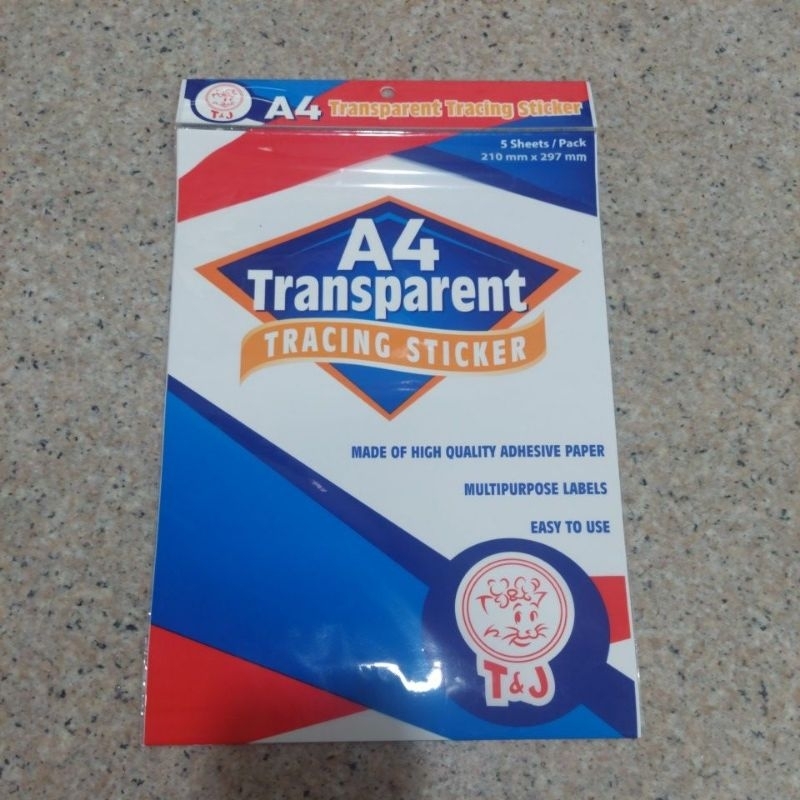 T&J
A4 Transparent Tracing Sticker
5 Sheets / Pack
210 mm x 297 mm
A4
Transparent
TRACING STICKER
MADE OF HIGH QUALITY ADHESIVE PAPER
MULTIPURPOSE LABELS
EASY TO USE
T&J